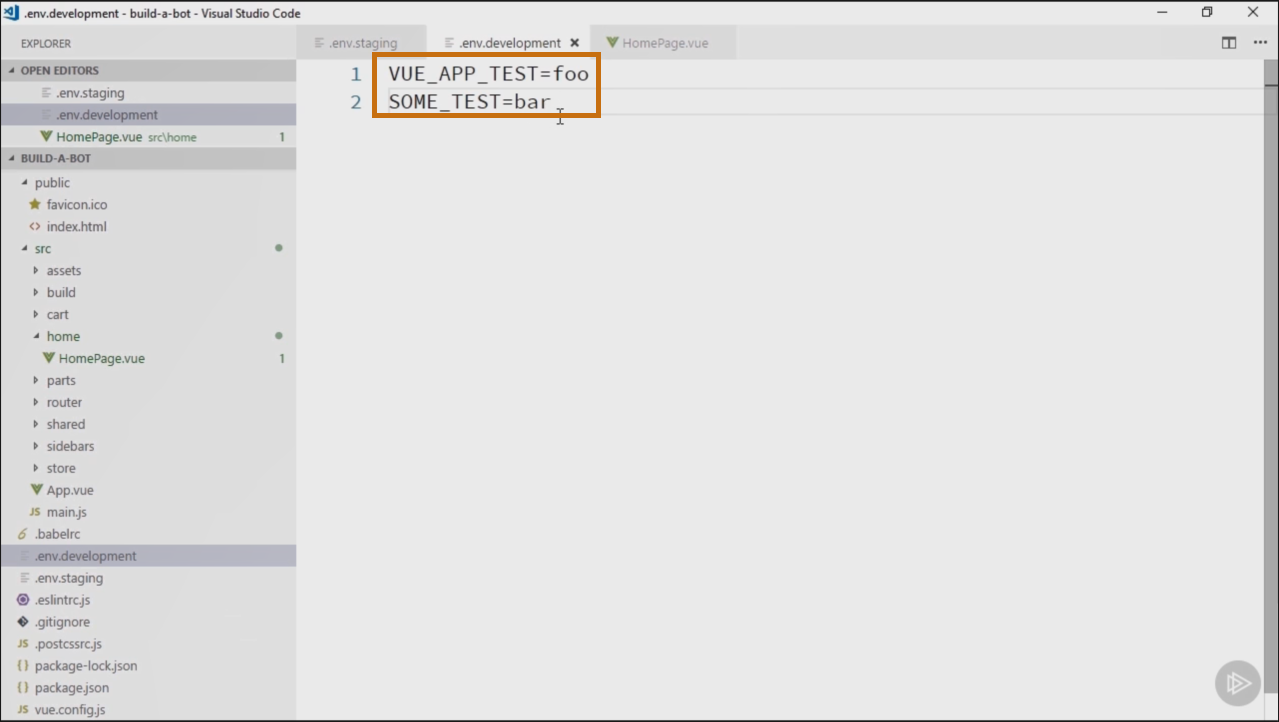 .env.development - build-a-bot - Visual Studio Code
EXPLORER
OPEN EDITORS
.env.staging
.env.development
HomePage.vue src\home 1
BUILD-A-BOT
public
favicon.ico
index.html
src
assets
build
cart
home
HomePage.vue 1
parts
router
shared
sidebars
store
App.vue
JS main.js
.babelrc
.env.development
.env.staging
.eslintrc.js
.gitignore
JS .postcssrc.js
{} package-lock.json
{} package.json
JS vue.config.js
.env.staging .env.development HomePage.vue
1 VUE_APP_TEST=foo
2 SOME_TEST=bar